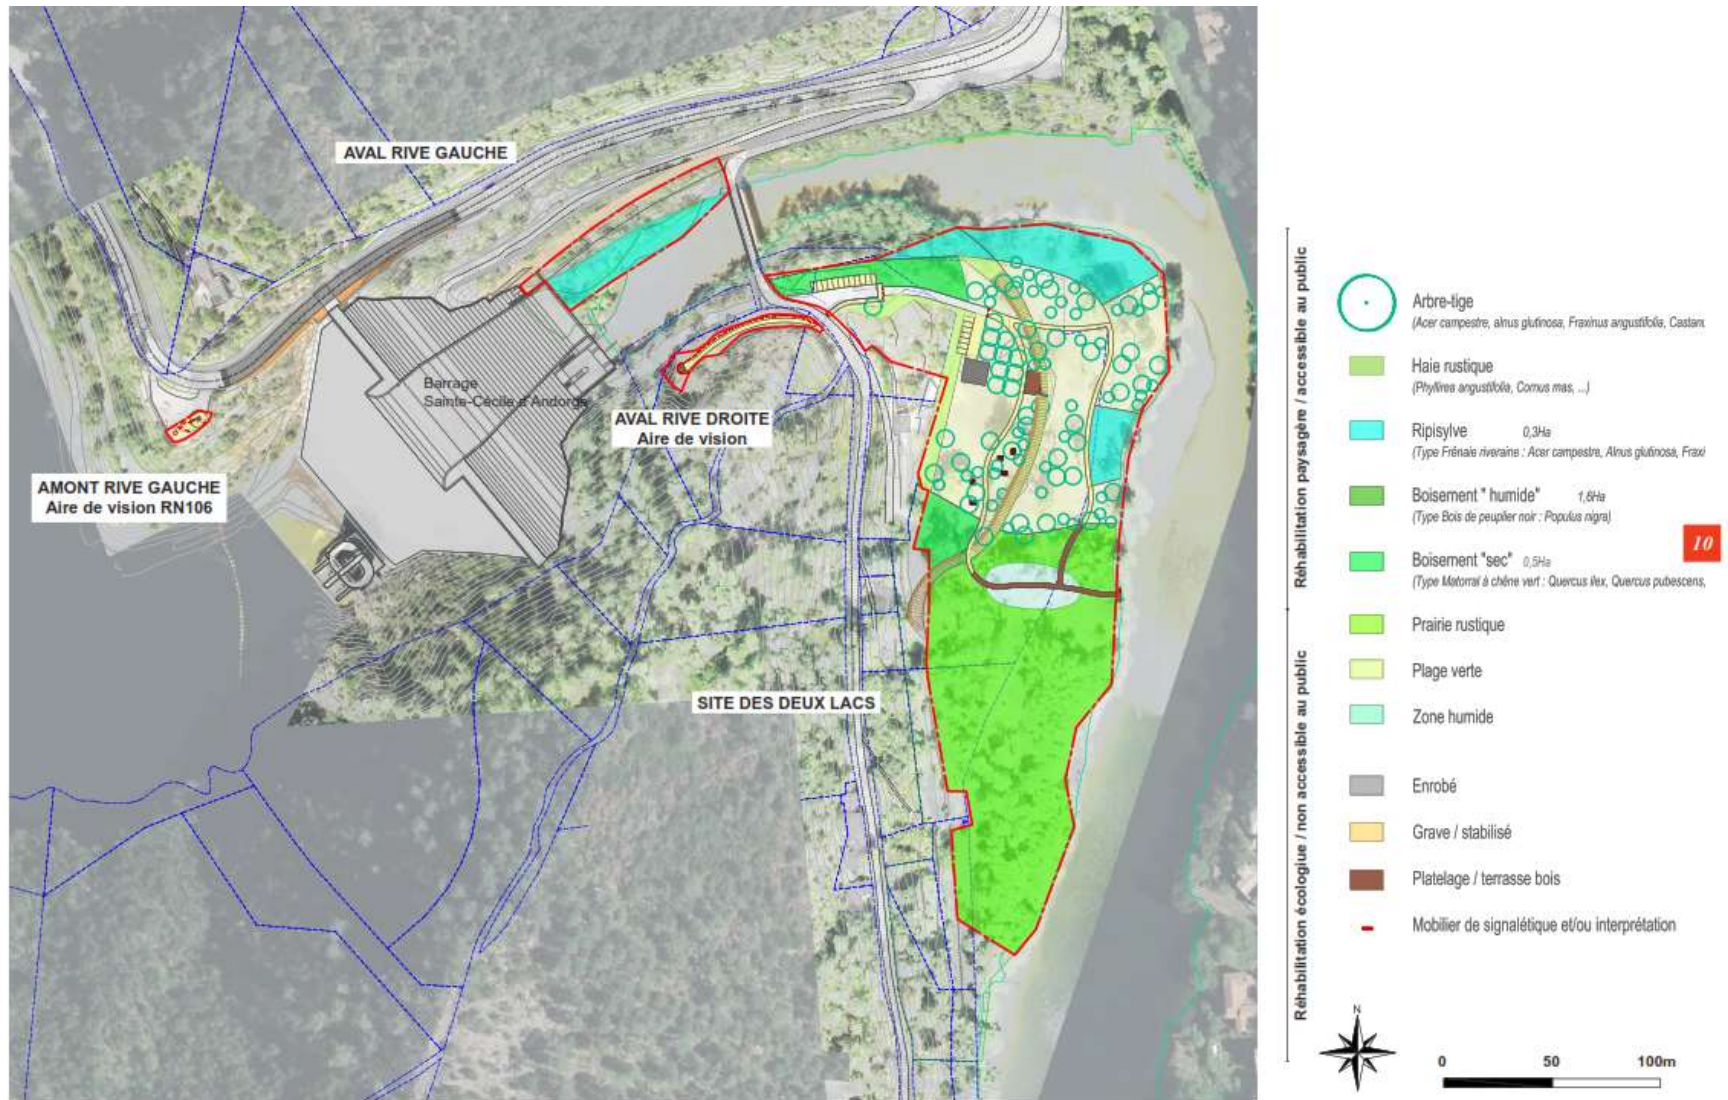 AVAL RIVE GAUCHE
Barrage
Sainte-Cécile d'Andorge
AVAL RIVE DROITE
Aire de vision
AMONT RIVE GAUCHE
Aire de vision RN106
SITE DES DEUX LACS
Réhabilitation paysagère / accessible au public
Réhabilitation écologique / non accessible au public
Arbre-tige
(Acer campestre, alnus glutinosa, Fraxinus angustifolia, Castan
Haie rustique
(Phyllirea angustifolia, Cornus mas, ...)
Ripisylve 0,3Ha
(Type Frênaie riveraine : Acer campestre, Alnus glutinosa, Fraxi
Boisement " humide" 1,6Ha
(Type Bois de peuplier noir : Populus nigra)
10
Boisement "sec" 0,5Ha
(Type Matorral à chêne vert : Quercus ilex, Quercus pubescens,
Prairie rustique
Plage verte
Zone humide
Enrobé
Grave / stabilisé
Platelage / terrasse bois
Mobilier de signalétique et/ou interprétation
N
0 50 100m